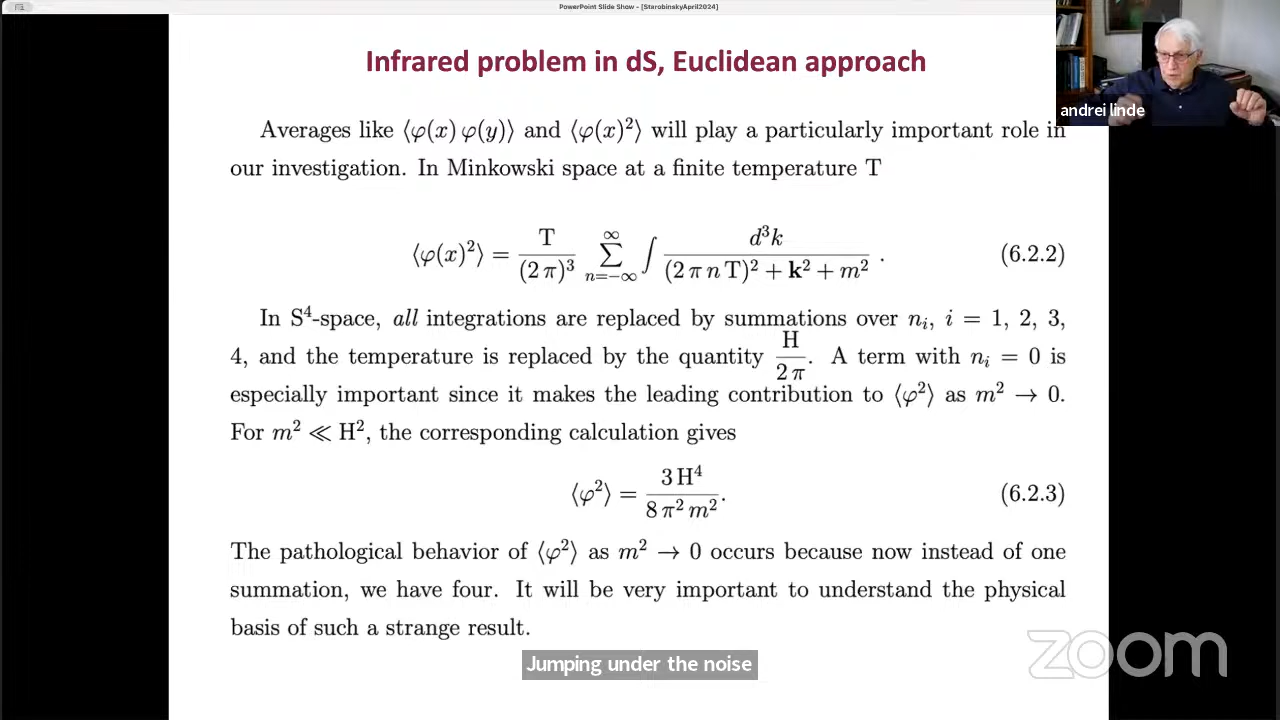 PowerPoint Slide Show - [StarobinskyApril2024]
Infrared problem in dS, Euclidean approach
andrei linde
Averages like ⟨φ(x) φ(y)⟩ and ⟨φ(x)²⟩ will play a particularly important role in
our investigation. In Minkowski space at a finite temperature T
⟨φ(x)²⟩ = T/(2π)³ ∑_{n=−∞}^{∞} ∫ d³k/((2π n T)² + k² + m²) . (6.2.2)
In S⁴-space, all integrations are replaced by summations over nᵢ, i = 1, 2, 3,
4, and the temperature is replaced by the quantity H/2π. A term with nᵢ = 0 is
especially important since it makes the leading contribution to ⟨φ²⟩ as m² → 0.
For m² ≪ H², the corresponding calculation gives
⟨φ²⟩ = 3 H⁴/(8 π² m²). (6.2.3)
The pathological behavior of ⟨φ²⟩ as m² → 0 occurs because now instead of one
summation, we have four. It will be very important to understand the physical
basis of such a strange result.
zoom
Jumping under the noise